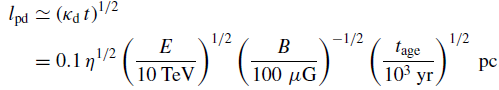 l_pd ≃ (κ_d t)^{1/2}
= 0.1 η^{1/2} (E / 10 TeV)^{1/2} (B / 100 μG)^{−1/2} (t_age / 10^3 yr)^{1/2} pc